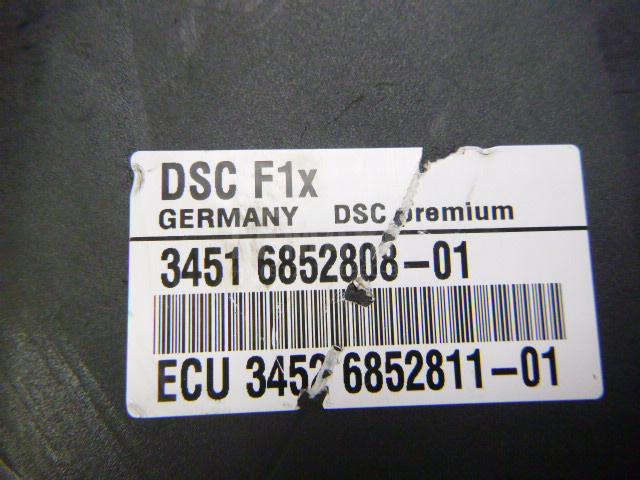 DSC F1x
GERMANY DSC premium
3451 6852808-01
ECU 3452 6852811-01